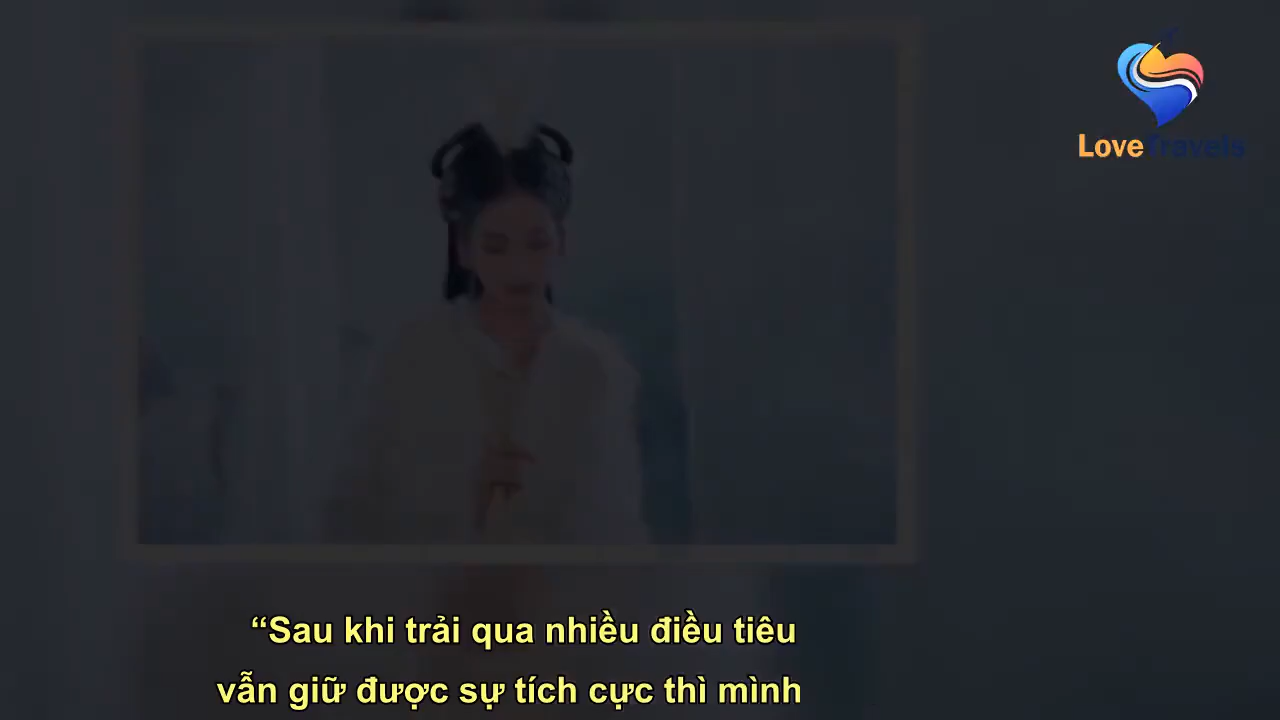 LoveTravels
“Sau khi trải qua nhiều điều tiêu
vẫn giữ được sự tích cực thì mình